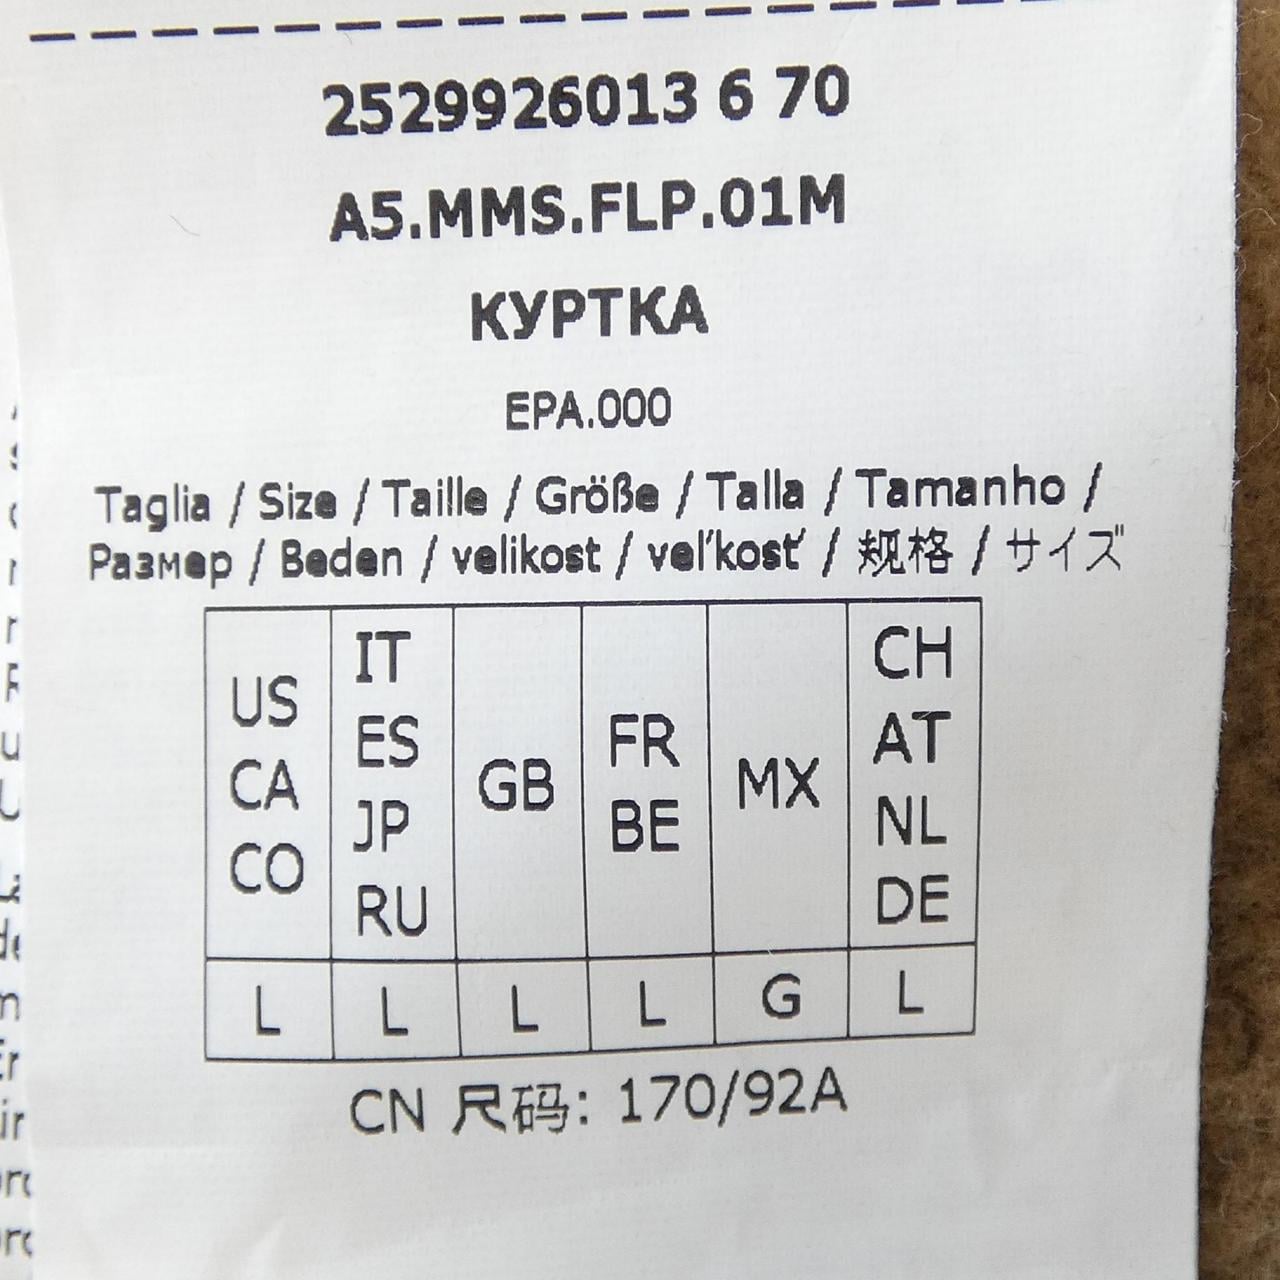 2529926013 6 70
A5.MMS.FLP.01M
КУРТКА
EPA.000
Taglia / Size / Taille / Größe / Talla / Tamanho /
Размер / Beden / velikost / veľkosť / 规格 / サイズ
US CA CO
IT ES JP RU
GB
FR BE
MX
CH AT NL DE
L L L L G L
CN 尺码: 170/92A